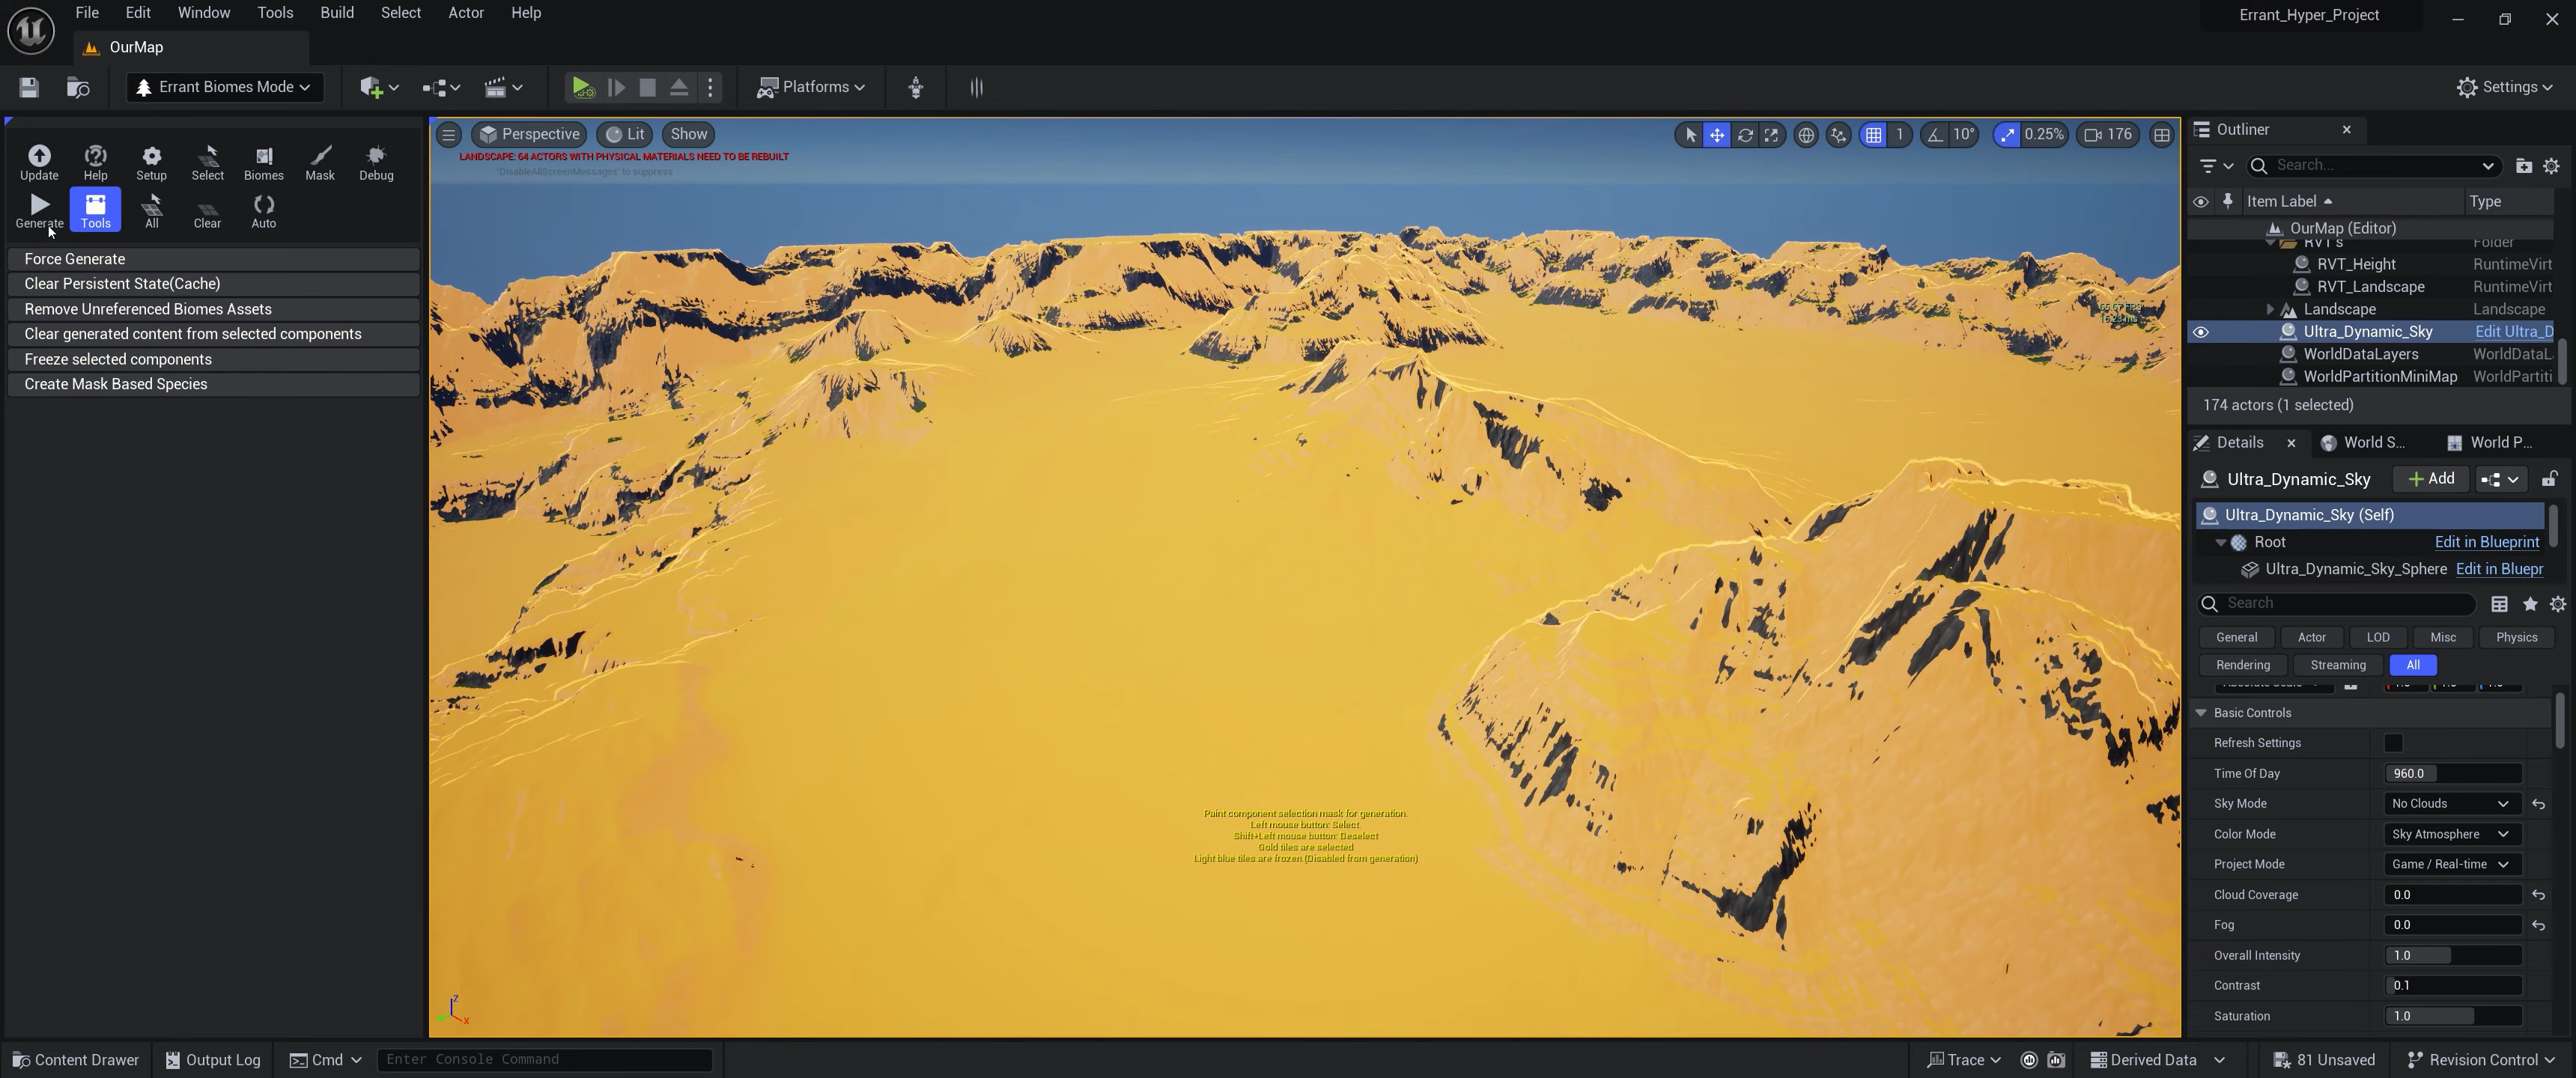 File Edit Window Tools Build Select Actor Help
Errant_Hyper_Project
OurMap
Errant Biomes Mode
Platforms
Settings
Update Help Setup Select Biomes Mask Debug
Generate Tools All Clear Auto
Force Generate
Clear Persistent State(Cache)
Remove Unreferenced Biomes Assets
Clear generated content from selected components
Freeze selected components
Create Mask Based Species
Perspective Lit Show
1 10° 0.25% 176
LANDSCAPE: 64 ACTORS WITH PHYSICAL MATERIALS NEED TO BE REBUILT
'DisableAllScreenMessages' to suppress
Paint component selection mask for generation.
Left mouse button: Select.
Shift+Left mouse button: Deselect
Gold tiles are selected
Light blue tiles are frozen (Disabled from generation)
Z
X
Outliner
Search...
Item Label Type
OurMap (Editor)
RVT's Folder
RVT_Height RuntimeVirt
RVT_Landscape RuntimeVirt
Landscape Landscape
Ultra_Dynamic_Sky Edit Ultra_D
WorldDataLayers WorldDataL
WorldPartitionMiniMap WorldPartiti
174 actors (1 selected)
Details World S... World P...
Ultra_Dynamic_Sky Add
Ultra_Dynamic_Sky (Self)
Root Edit in Blueprint
Ultra_Dynamic_Sky_Sphere Edit in Bluepr
Search
General Actor LOD Misc Physics
Rendering Streaming All
Basic Controls
Refresh Settings
Time Of Day 960.0
Sky Mode No Clouds
Color Mode Sky Atmosphere
Project Mode Game / Real-time
Cloud Coverage 0.0
Fog 0.0
Overall Intensity 1.0
Contrast 0.1
Saturation 1.0
Content Drawer Output Log Cmd Enter Console Command
Trace Derived Data 81 Unsaved Revision Control